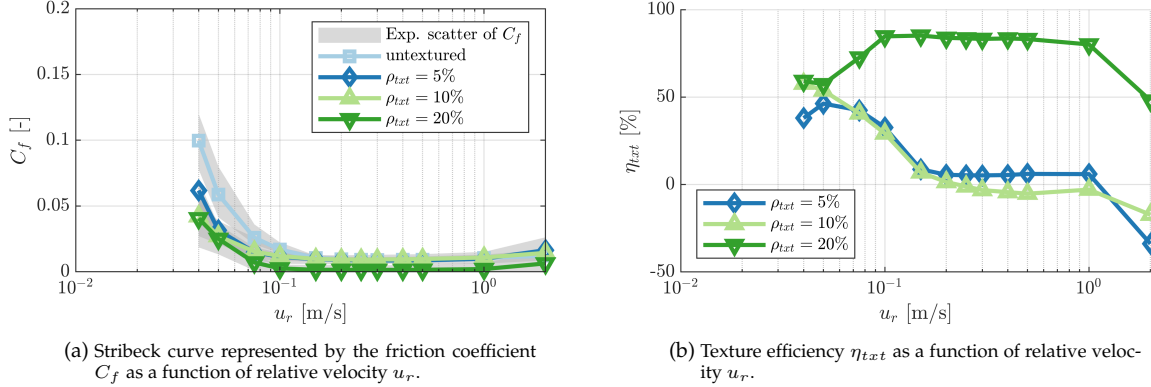 0.2
0.15
0.1
0.05
0
C_f [-]
Exp. scatter of C_f
untextured
ρ_txt = 5%
ρ_txt = 10%
ρ_txt = 20%
10^-2
10^-1
10^0
u_r [m/s]
(a) Stribeck curve represented by the friction coefficient
C_f as a function of relative velocity u_r.
100
50
0
-50
η_txt [%]
ρ_txt = 5%
ρ_txt = 10%
ρ_txt = 20%
10^-2
10^-1
10^0
u_r [m/s]
(b) Texture efficiency η_txt as a function of relative veloc-
ity u_r.